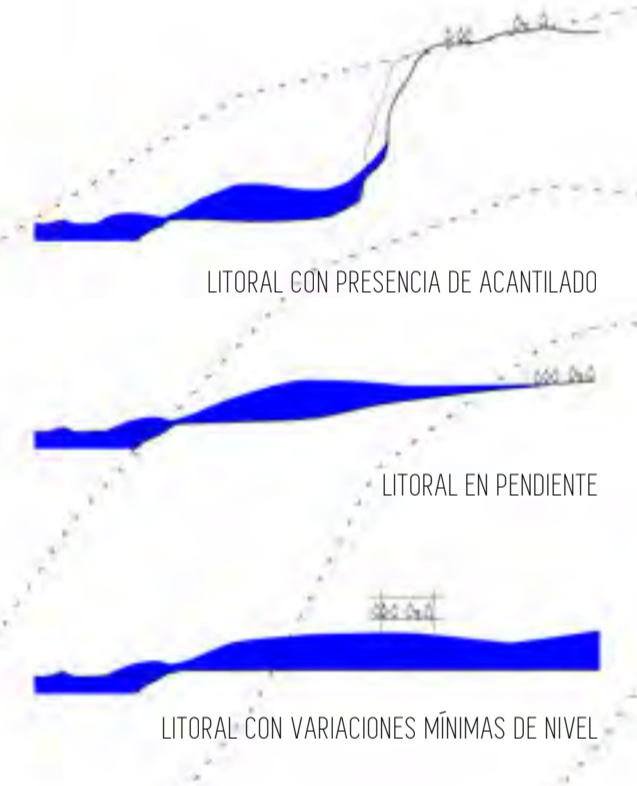 LITORAL CON PRESENCIA DE ACANTILADO
LITORAL EN PENDIENTE
LITORAL CON VARIACIONES MÍNIMAS DE NIVEL